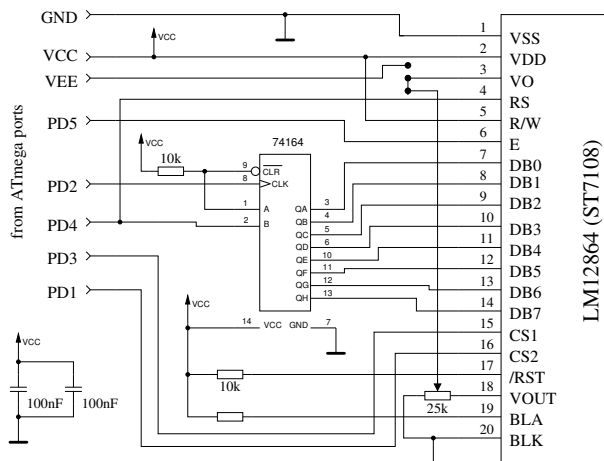 GND
VCC
VCC
VEE
PD5
PD2
PD4
PD3
PD1
from ATmega ports
VCC
10k
74164
9
CLR
8
CLK
1
A
2
B
QA
3
QB
4
QC
5
QD
6
QE
10
QF
11
QG
12
QH
13
14
VCC
GND
7
VCC
10k
25k
VCC
100nF
100nF
1
VSS
2
VDD
3
VO
4
RS
5
R/W
6
E
7
DB0
8
DB1
9
DB2
10
DB3
11
DB4
12
DB5
13
DB6
14
DB7
15
CS1
16
CS2
17
/RST
18
VOUT
19
BLA
20
BLK
LM12864 (ST7108)